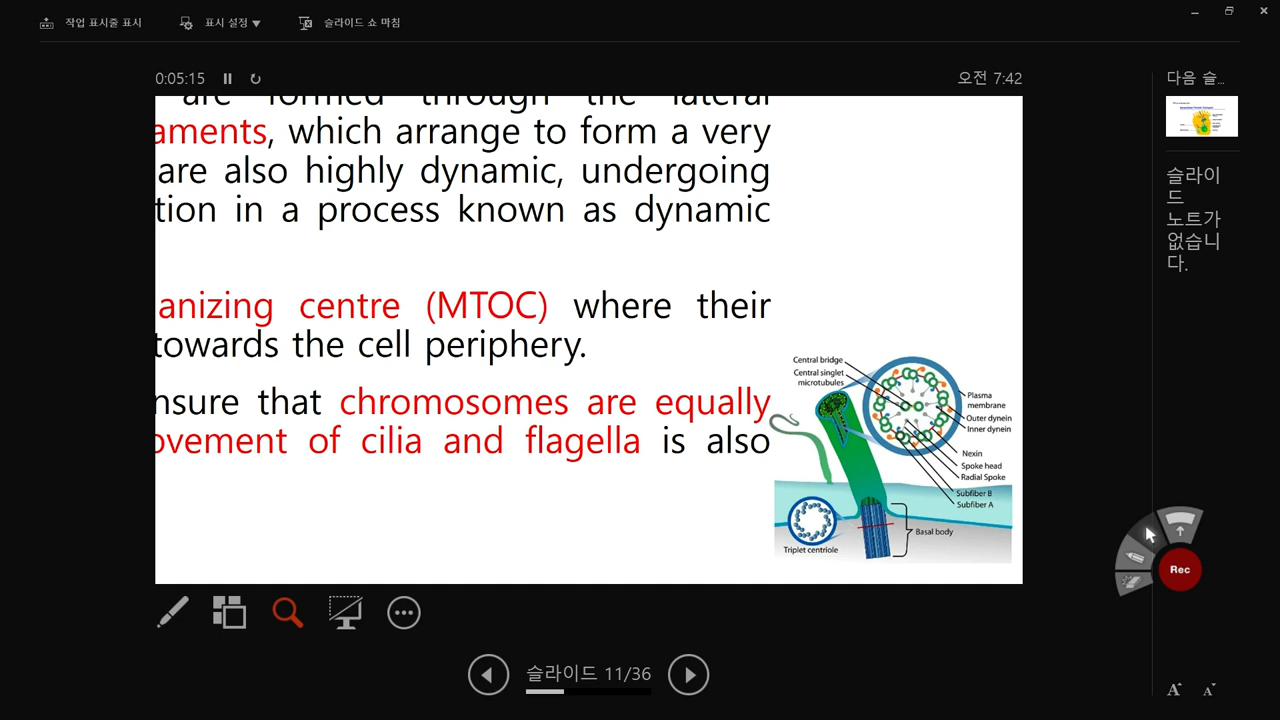 작업 표시줄 표시
표시 설정 ▼
슬라이드 쇼 마침
0:05:15
오전 7:42
다음 슬...
are formed through the lateral
aments, which arrange to form a very
are also highly dynamic, undergoing
tion in a process known as dynamic
anizing centre (MTOC) where their
towards the cell periphery.
nsure that chromosomes are equally
ovement of cilia and flagella is also
Central bridge
Central singlet
microtubules
Plasma
membrane
Outer dynein
Inner dynein
Nexin
Spoke head
Radial Spoke
Subfiber B
Subfiber A
Basal body
Triplet centriole
슬라이
드
노트가
없습니
다.
Rec
슬라이드 11/36
A A